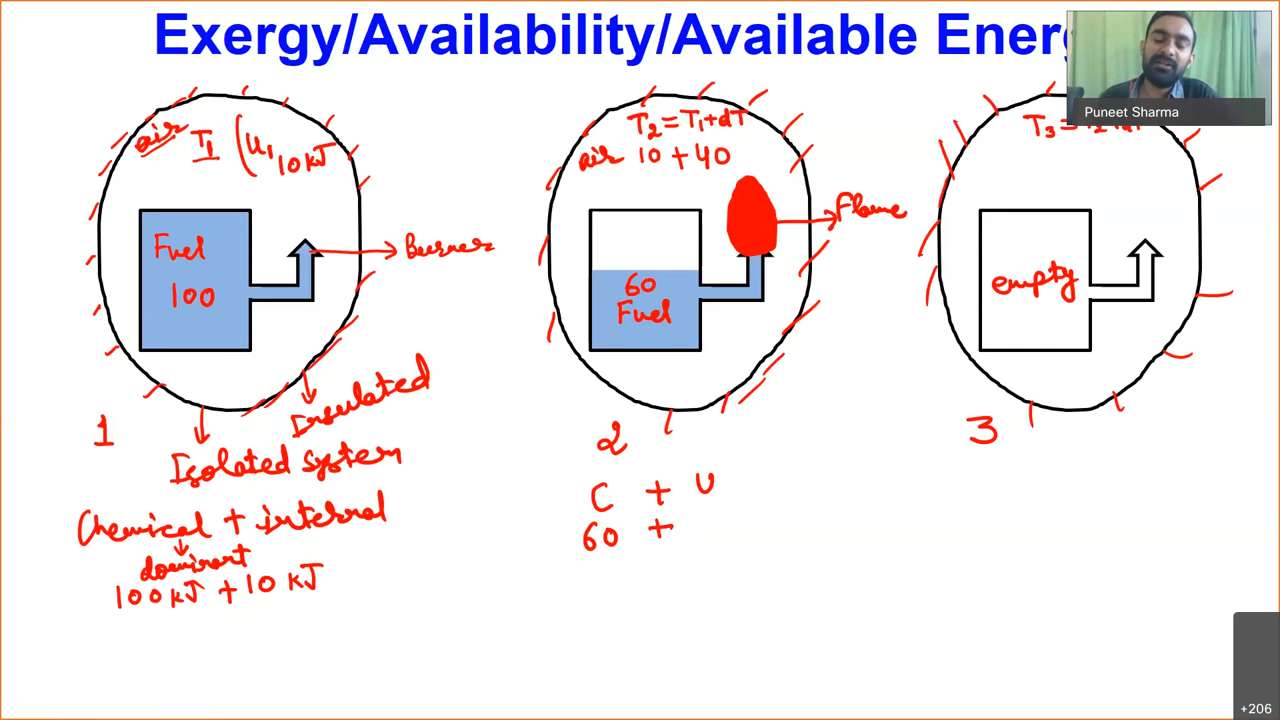 Exergy/Availability/Available Energ
Puneet Sharma
air T1 (U1 10 kJ
Fuel
100
Burner
Insulated
1
Isolated system
Chemical + internal
dominant
100 kJ + 10 kJ
T2 = T1 + dT
air 10 + 40
Flame
60
Fuel
2
C + U
60 +
T3 =
empty
3
+206